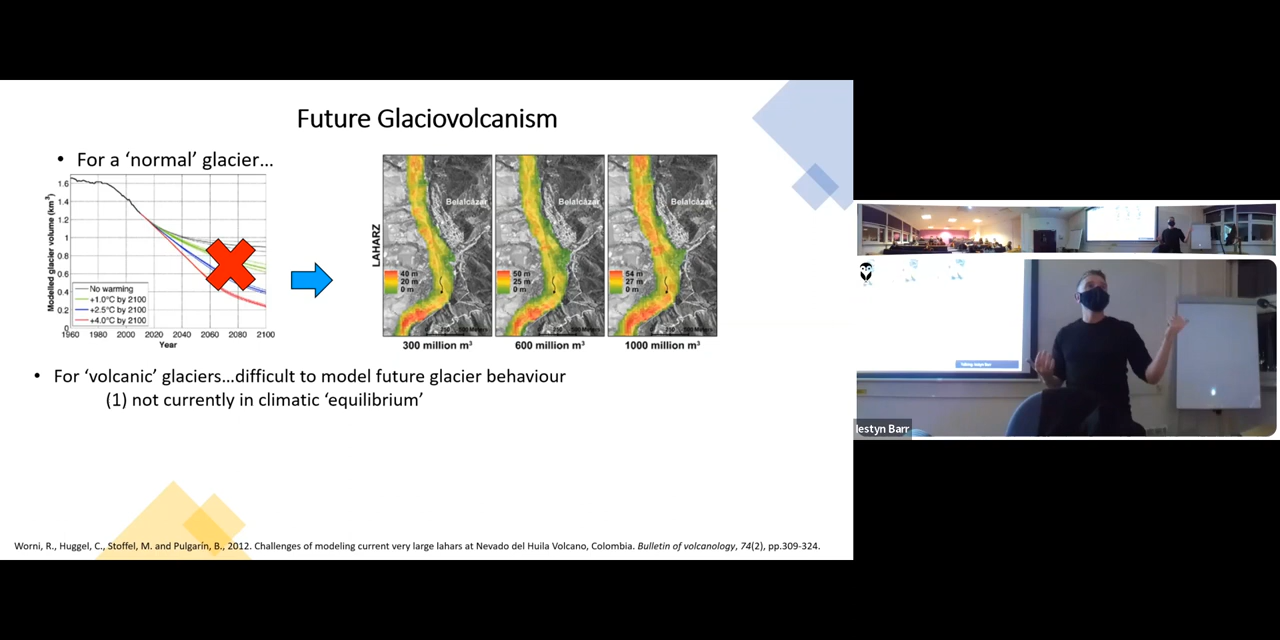 Future Glaciovolcanism
• For a ‘normal’ glacier…
Modelled glacier volume (km³)
1.6
1.4
1.2
1
0.8
0.6
0.4
0.2
0
No warming
+1.0°C by 2100
+2.5°C by 2100
+4.0°C by 2100
1960 1980 2000 2020 2040 2060 2080 2100
Year
LAHARZ
Belalcázar
40 m
20 m
0 m
300 million m³
Belalcázar
50 m
25 m
0 m
600 million m³
Belalcázar
54 m
27 m
0 m
1000 million m³
• For ‘volcanic’ glaciers…difficult to model future glacier behaviour
(1) not currently in climatic ‘equilibrium’
Worni, R., Huggel, C., Stoffel, M. and Pulgarín, B., 2012. Challenges of modeling current very large lahars at Nevado del Huila Volcano, Colombia. Bulletin of volcanology, 74(2), pp.309-324.
Iestyn Barr